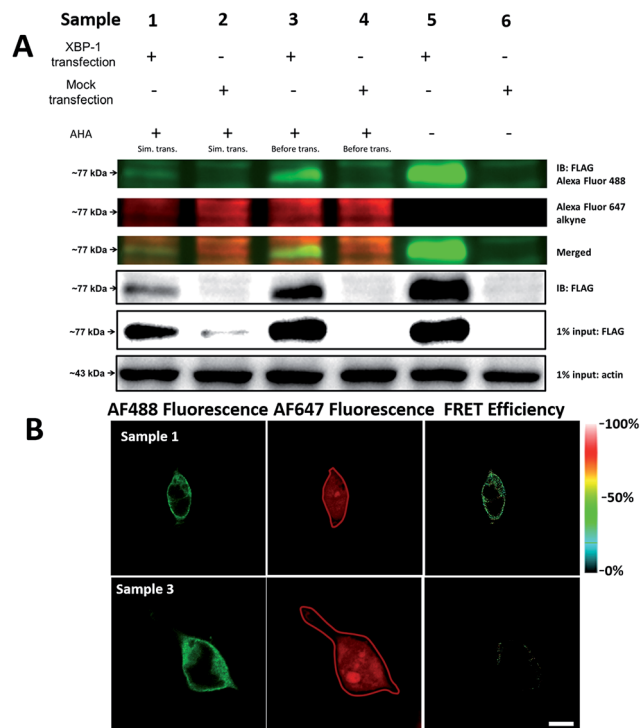 Sample 1 2 3 4 5 6
A
XBP-1
transfection + - + - + -
Mock
transfection - + - + - +
AHA + + + + - -
Sim. trans. Sim. trans. Before trans. Before trans.
~77 kDa
IB: FLAG
Alexa Fluor 488
~77 kDa
Alexa Fluor 647
alkyne
~77 kDa
Merged
~77 kDa
IB: FLAG
~77 kDa
1% input: FLAG
~43 kDa
1% input: actin
B
AF488 Fluorescence AF647 Fluorescence FRET Efficiency
Sample 1
-100%
-50%
-0%
Sample 3